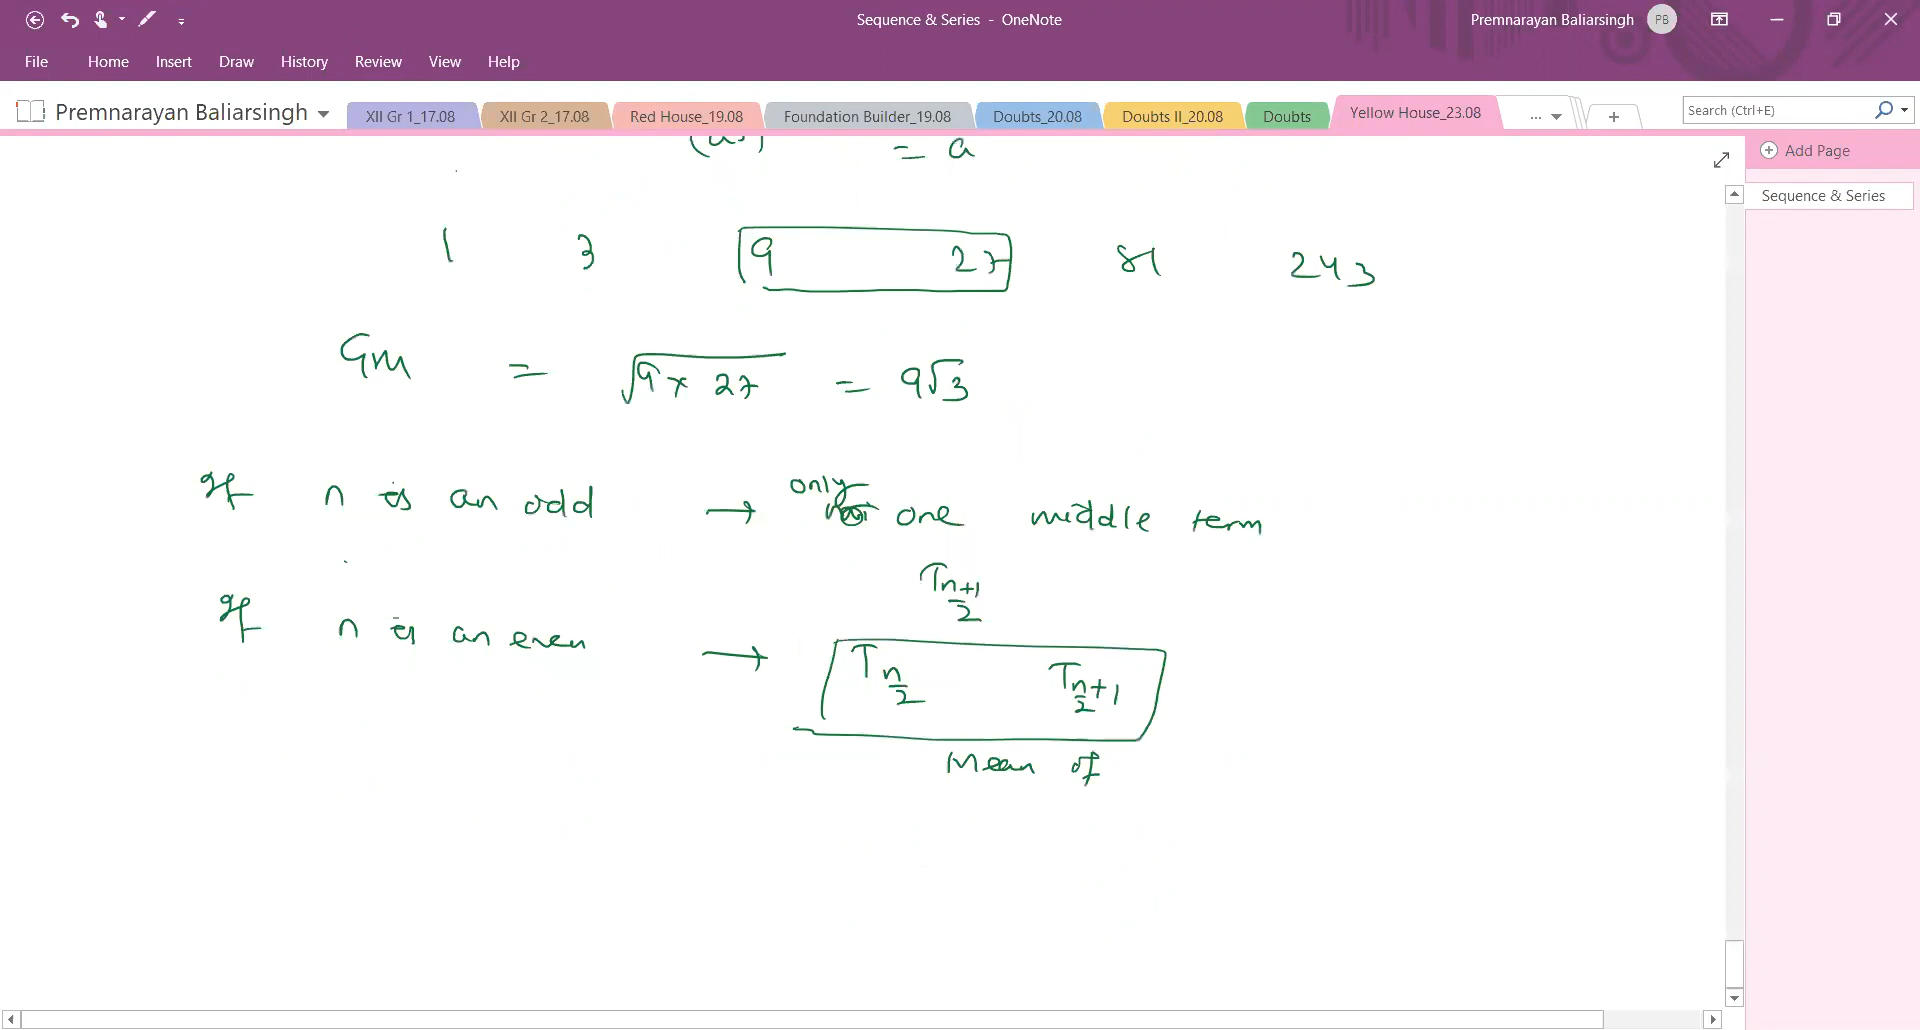 Sequence & Series - OneNote
Premnarayan Baliarsingh PB
File Home Insert Draw History Review View Help
Premnarayan Baliarsingh
XII Gr 1_17.08 XII Gr 2_17.08 Red House_19.08 Foundation Builder_19.08 Doubts_20.08 Doubts II_20.08 Doubts Yellow House_23.08 ... +
Search (Ctrl+E)
Add Page
Sequence & Series
= a
1 3 9 27 81 243
Gm = √9 x 27 = 9√3
If n is an odd → only one middle term
T n+1/2
If n is an even → T n/2 T n/2+1
Mean of